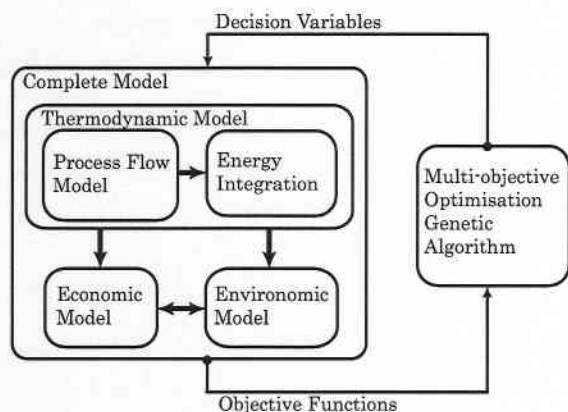 Decision Variables
Complete Model
Thermodynamic Model
Process Flow
Model
Energy
Integration
Multi-objective
Optimisation
Genetic
Algorithm
Economic
Model
Environomic
Model
Objective Functions